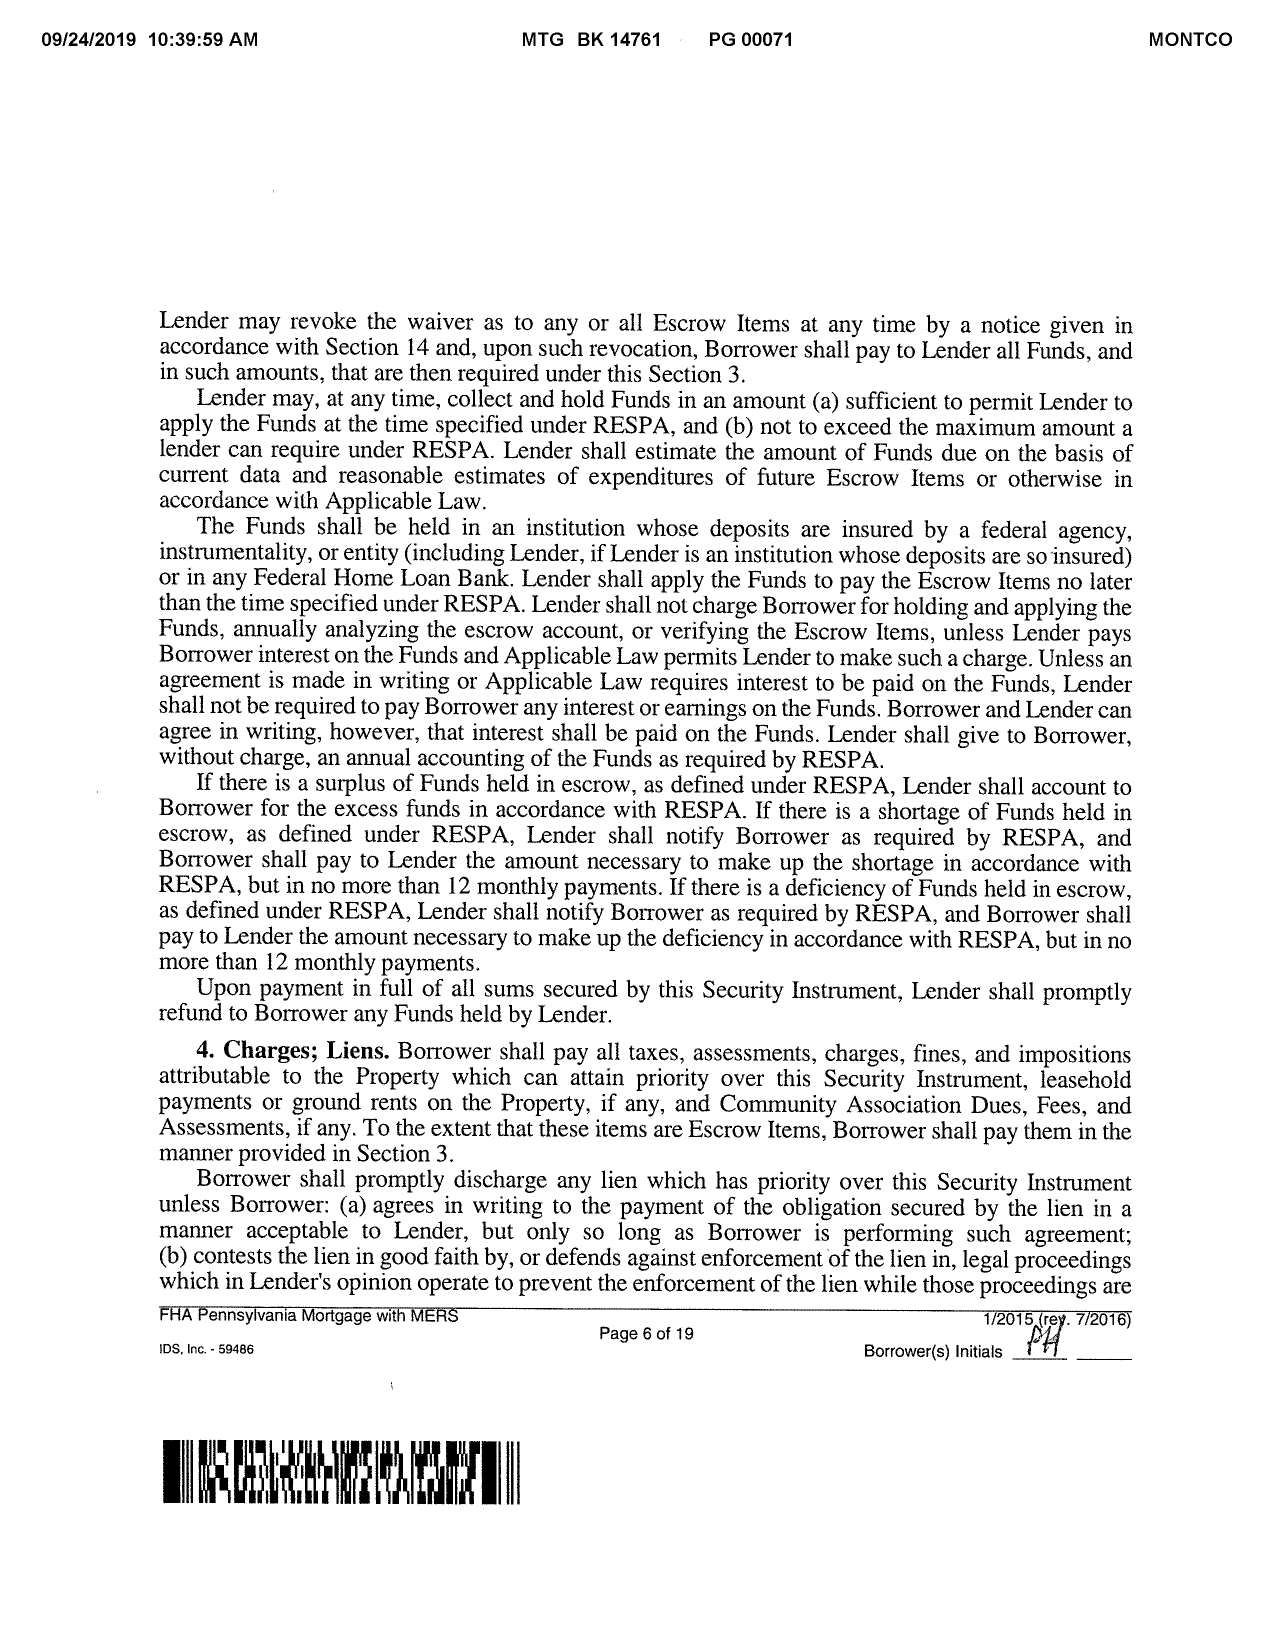 09/24/2019 10:39:59 AM MTG BK 14761 PG 00071 MONTCO
Lender may revoke the waiver as to any or all Escrow Items at any time by a notice given in
accordance with Section 14 and, upon such revocation, Borrower shall pay to Lender all Funds, and
in such amounts, that are then required under this Section 3.
Lender may, at any time, collect and hold Funds in an amount (a) sufficient to permit Lender to
apply the Funds at the time specified under RESPA, and (b) not to exceed the maximum amount a
lender can require under RESPA. Lender shall estimate the amount of Funds due on the basis of
current data and reasonable estimates of expenditures of future Escrow Items or otherwise in
accordance with Applicable Law.
The Funds shall be held in an institution whose deposits are insured by a federal agency,
instrumentality, or entity (including Lender, if Lender is an institution whose deposits are so insured)
or in any Federal Home Loan Bank. Lender shall apply the Funds to pay the Escrow Items no later
than the time specified under RESPA. Lender shall not charge Borrower for holding and applying the
Funds, annually analyzing the escrow account, or verifying the Escrow Items, unless Lender pays
Borrower interest on the Funds and Applicable Law permits Lender to make such a charge. Unless an
agreement is made in writing or Applicable Law requires interest to be paid on the Funds, Lender
shall not be required to pay Borrower any interest or earnings on the Funds. Borrower and Lender can
agree in writing, however, that interest shall be paid on the Funds. Lender shall give to Borrower,
without charge, an annual accounting of the Funds as required by RESPA.
If there is a surplus of Funds held in escrow, as defined under RESPA, Lender shall account to
Borrower for the excess funds in accordance with RESPA. If there is a shortage of Funds held in
escrow, as defined under RESPA, Lender shall notify Borrower as required by RESPA, and
Borrower shall pay to Lender the amount necessary to make up the shortage in accordance with
RESPA, but in no more than 12 monthly payments. If there is a deficiency of Funds held in escrow,
as defined under RESPA, Lender shall notify Borrower as required by RESPA, and Borrower shall
pay to Lender the amount necessary to make up the deficiency in accordance with RESPA, but in no
more than 12 monthly payments.
Upon payment in full of all sums secured by this Security Instrument, Lender shall promptly
refund to Borrower any Funds held by Lender.
4. Charges; Liens. Borrower shall pay all taxes, assessments, charges, fines, and impositions
attributable to the Property which can attain priority over this Security Instrument, leasehold
payments or ground rents on the Property, if any, and Community Association Dues, Fees, and
Assessments, if any. To the extent that these items are Escrow Items, Borrower shall pay them in the
manner provided in Section 3.
Borrower shall promptly discharge any lien which has priority over this Security Instrument
unless Borrower: (a) agrees in writing to the payment of the obligation secured by the lien in a
manner acceptable to Lender, but only so long as Borrower is performing such agreement;
(b) contests the lien in good faith by, or defends against enforcement of the lien in, legal proceedings
which in Lender's opinion operate to prevent the enforcement of the lien while those proceedings are
FHA Pennsylvania Mortgage with MERS 1/2015 (rev. 7/2016)
Page 6 of 19
IDS, Inc. - 59486 Borrower(s) Initials PH